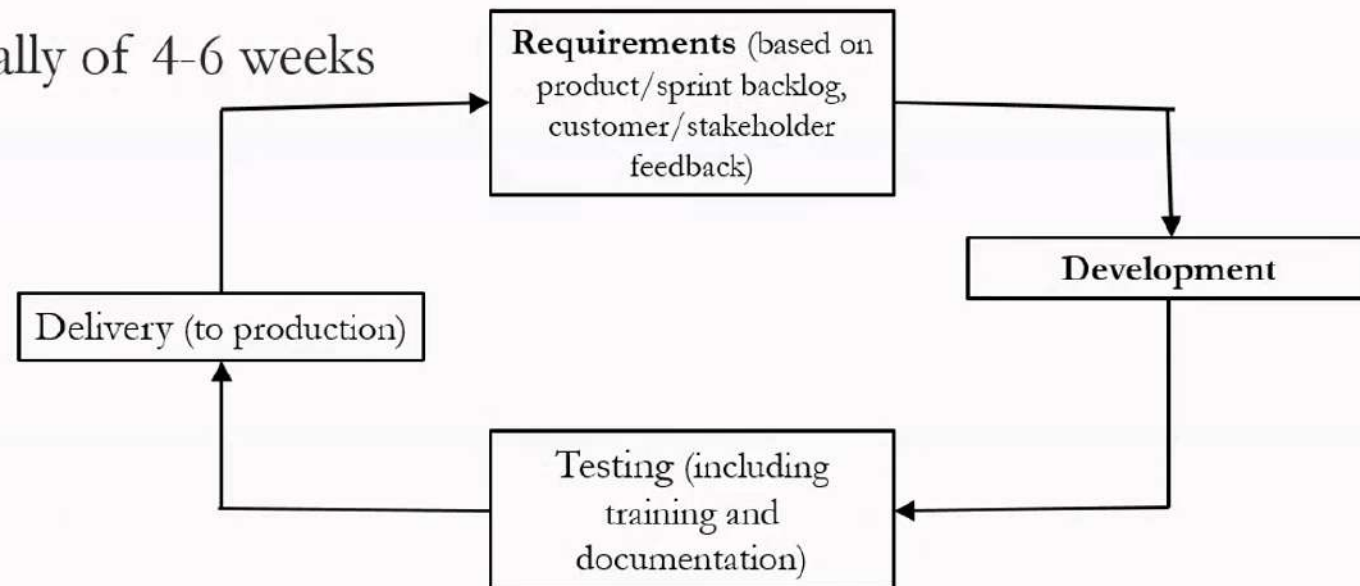 ally of 4-6 weeks
Requirements (based on
product/sprint backlog,
customer/stakeholder
feedback)
Development
Delivery (to production)
Testing (including
training and
documentation)